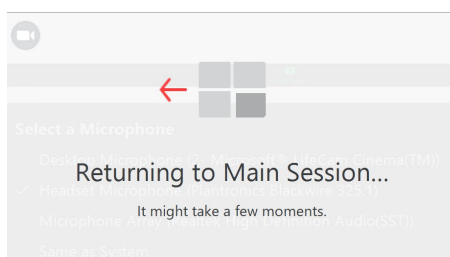 Select a Microphone
Desktop Microphone (2- Microsoft® LifeCam Cinema(TM))
Returning to Main Session...
Headset Microphone (Plantronics Blackwire 325.1)
It might take a few moments.
Microphone Array (Realtek High Definition Audio(SST))
Same as System